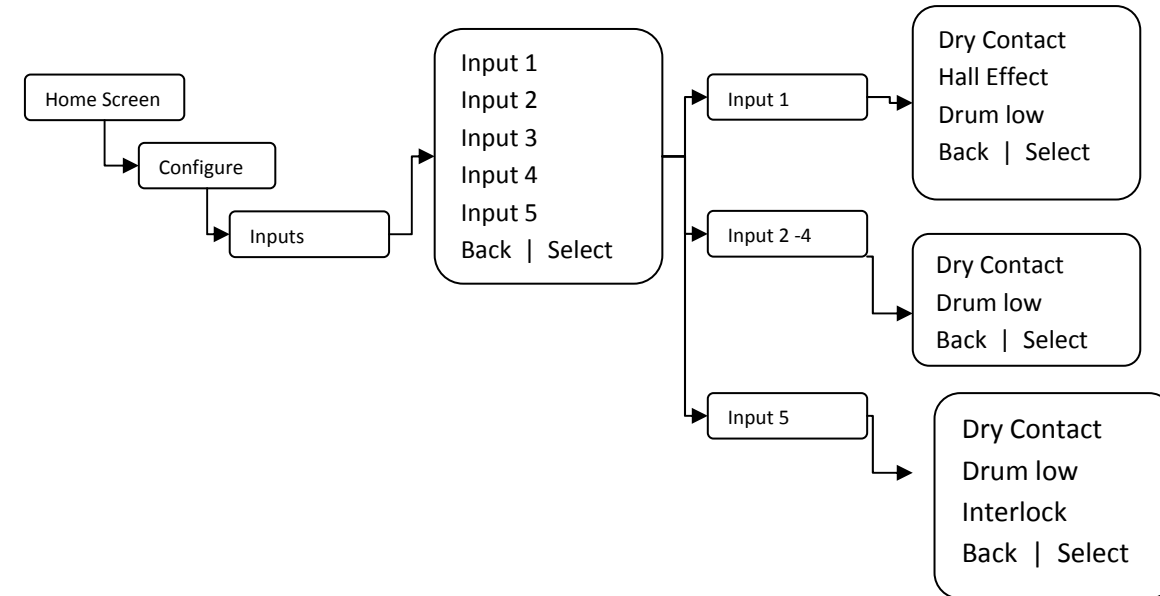 Home Screen
Configure
Inputs
Input 1
Input 2
Input 3
Input 4
Input 5
Back | Select
Input 1
Dry Contact
Hall Effect
Drum low
Back | Select
Input 2 -4
Dry Contact
Drum low
Back | Select
Input 5
Dry Contact
Drum low
Interlock
Back | Select